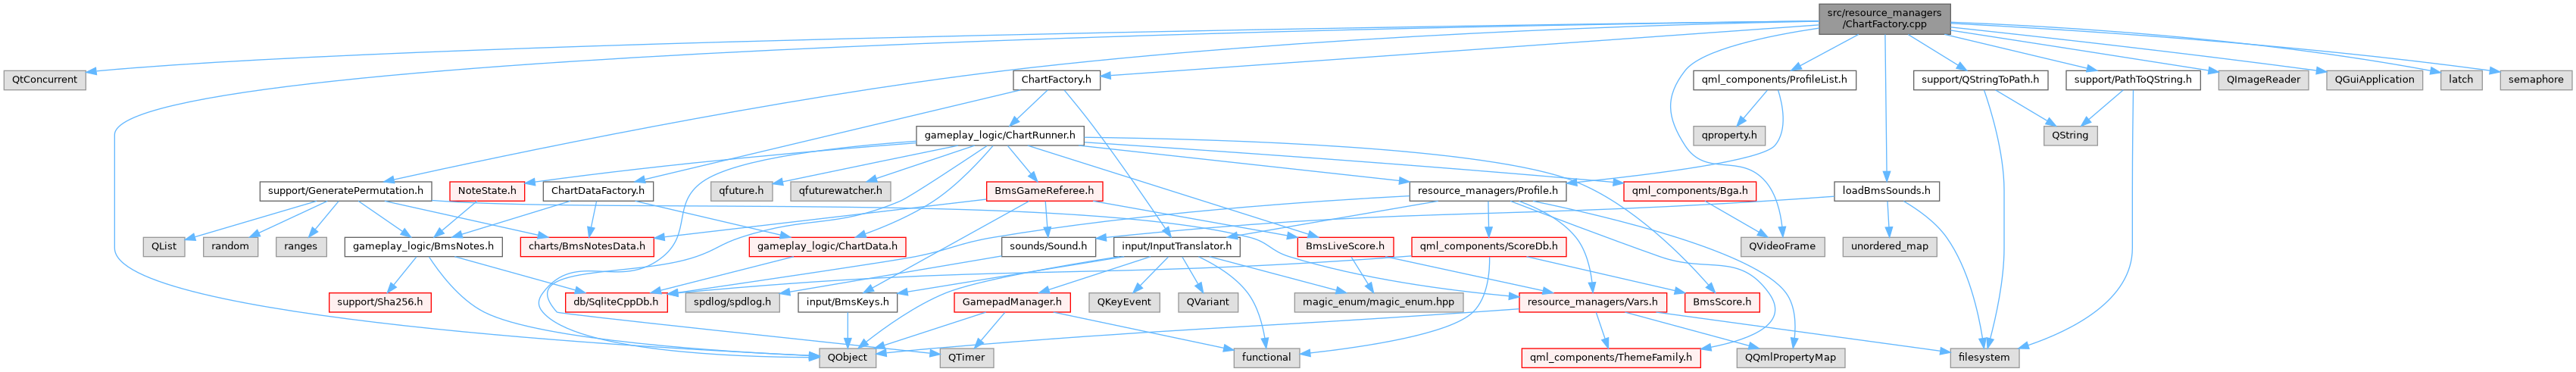 src/resource_managers
/ChartFactory.cpp
QtConcurrent
ChartFactory.h
qml_components/ProfileList.h
support/QStringToPath.h
support/PathToQString.h
QImageReader
QGuiApplication
latch
semaphore
gameplay_logic/ChartRunner.h
qproperty.h
QString
support/GeneratePermutation.h
NoteState.h
ChartDataFactory.h
qfuture.h
qfuturewatcher.h
BmsGameReferee.h
resource_managers/Profile.h
qml_components/Bga.h
loadBmsSounds.h
QList
random
ranges
gameplay_logic/BmsNotes.h
charts/BmsNotesData.h
gameplay_logic/ChartData.h
sounds/Sound.h
input/InputTranslator.h
BmsLiveScore.h
qml_components/ScoreDb.h
QVideoFrame
unordered_map
support/Sha256.h
db/SqliteCppDb.h
spdlog/spdlog.h
input/BmsKeys.h
GamepadManager.h
QKeyEvent
QVariant
magic_enum/magic_enum.hpp
resource_managers/Vars.h
BmsScore.h
QObject
QTimer
functional
qml_components/ThemeFamily.h
QQmlPropertyMap
filesystem